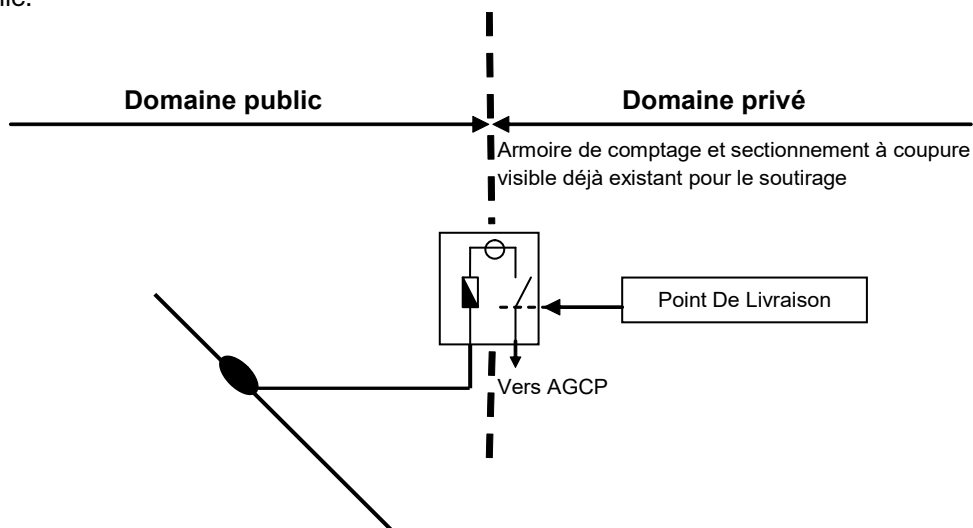 Domaine public
Domaine privé
Armoire de comptage et sectionnement à coupure
visible déjà existant pour le soutirage
Point De Livraison
Vers AGCP